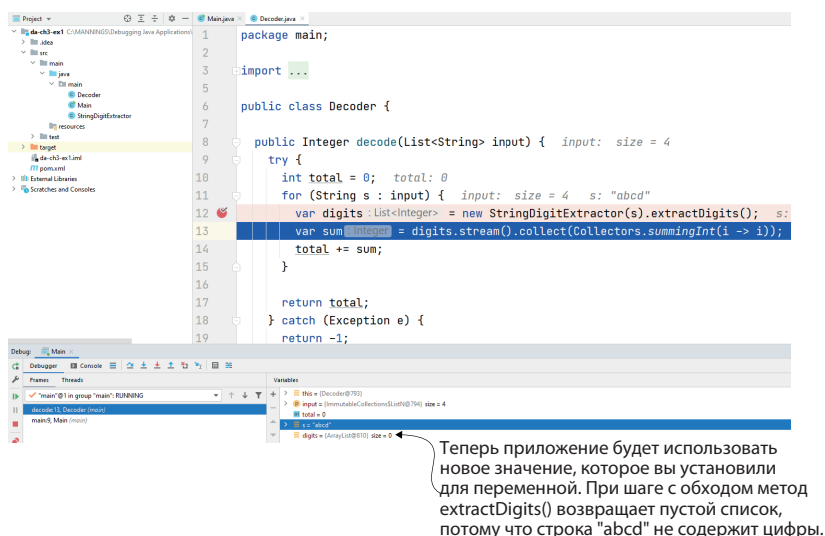 Project
Main.java
Decoder.java
da-ch3-ex1 C:\MANNINGS\Debugging Java Applications\
.idea
src
main
java
main
Decoder
Main
StringDigitExtractor
resources
test
target
da-ch3-ex1.iml
pom.xml
External Libraries
Scratches and Consoles
1 package main;
2
3 import ...
5
6 public class Decoder {
7
8 public Integer decode(List<String> input) { input: size = 4
9 try {
10 int total = 0; total: 0
11 for (String s : input) { input: size = 4 s: "abcd"
12 var digits : List<Integer> = new StringDigitExtractor(s).extractDigits(); s:
13 var sum : Integer = digits.stream().collect(Collectors.summingInt(i -> i));
14 total += sum;
15 }
16
17 return total;
18 } catch (Exception e) {
19 return -1;
Debug: Main
Debugger Console
Frames Threads
Variables
"main"@1 in group "main": RUNNING
decode:13, Decoder (main)
main:9, Main (main)
this = {Decoder@793}
input = {ImmutableCollections$ListN@794} size = 4
total = 0
s = "abcd"
digits = {ArrayList@810} size = 0
Теперь приложение будет использовать
новое значение, которое вы установили
для переменной. При шаге с обходом метод
extractDigits() возвращает пустой список,
потому что строка "abcd" не содержит цифры.